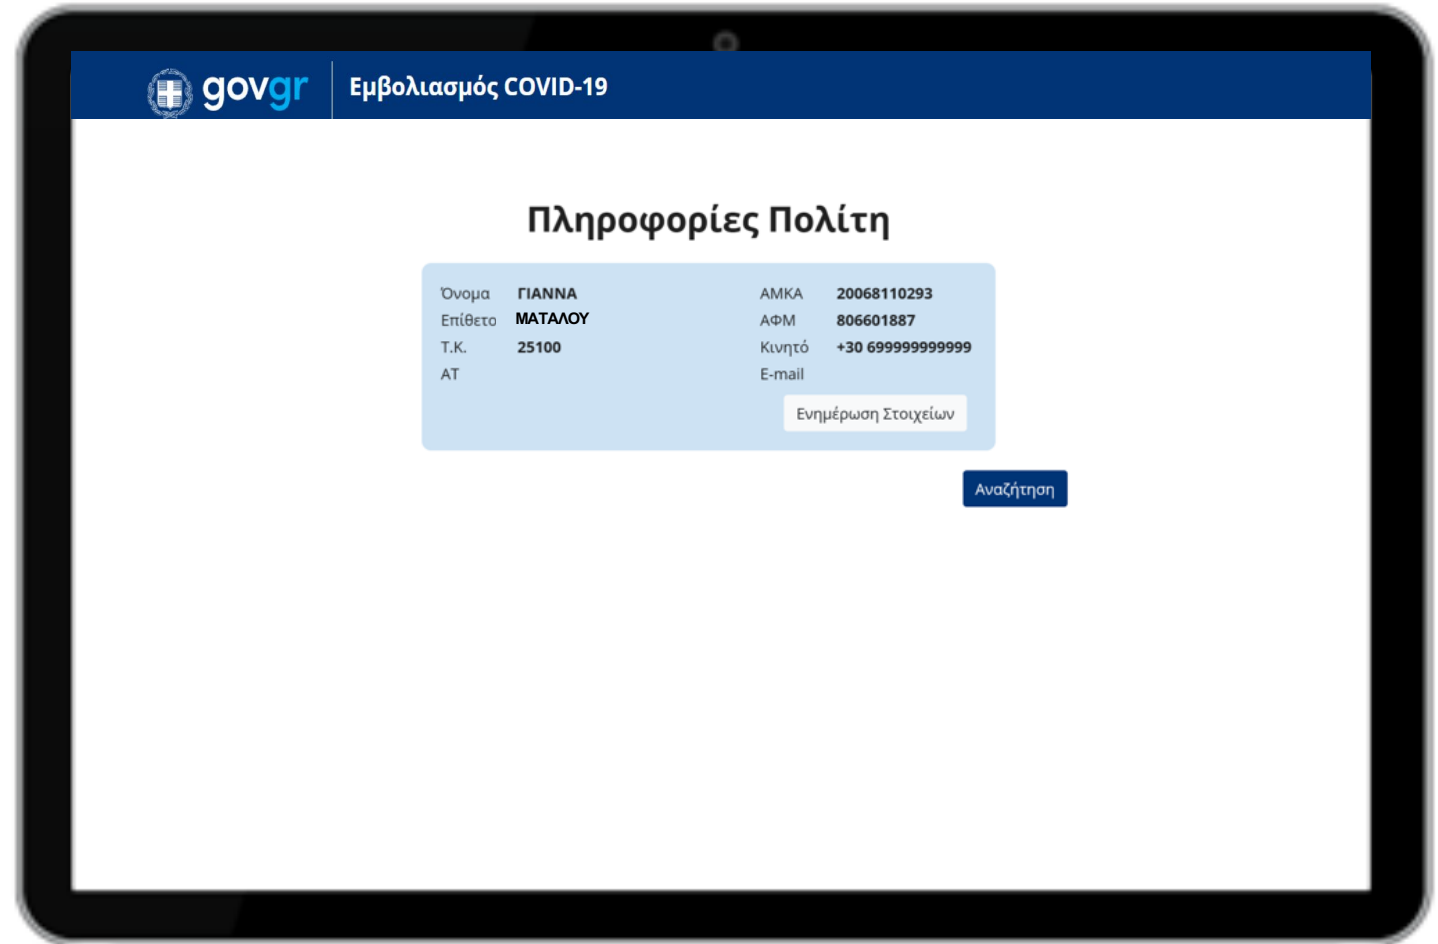 govgr Εμβολιασμός COVID-19
Πληροφορίες Πολίτη
Όνομα ΓΙΑΝΝΑ ΑΜΚΑ 20068110293
Επίθετο ΜΑΤΑΛΟΥ ΑΦΜ 806601887
Τ.Κ. 25100 Κινητό +30 699999999999
ΑΤ E-mail
Ενημέρωση Στοιχείων
Αναζήτηση